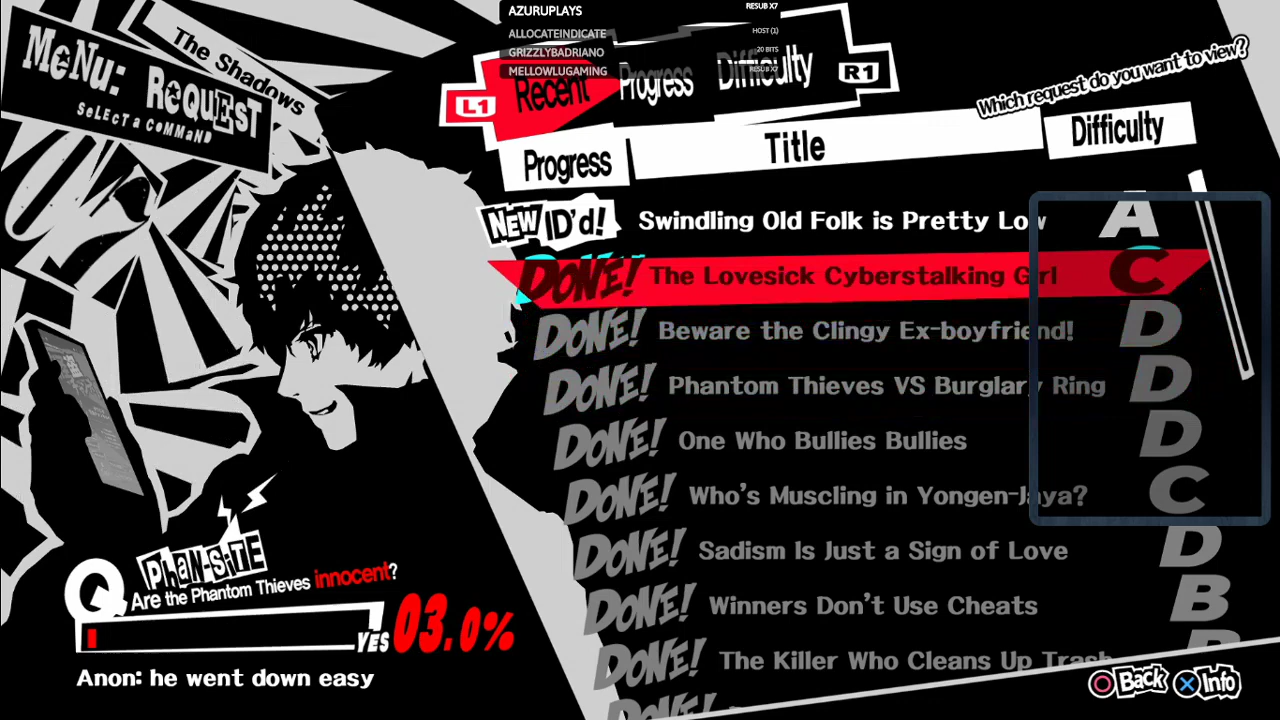 AZURUPLAYS RESUB X7
ALLOCATEINDICATE HOST (1)
GRIZZLYBADRIANO 20 BITS
MELLOWLUGAMING RESUB X7
The Shadows
MeNu: ReQuEST
SeLEcT a CoMMaND
L1 Recent Progress Difficulty R1
Which request do you want to view?
Progress Title Difficulty
NEW ID'd! Swindling Old Folk is Pretty Low A
DONE! The Lovesick Cyberstalking Girl C
DONE! Beware the Clingy Ex-boyfriend! D
DONE! Phantom Thieves VS Burglary Ring D
DONE! One Who Bullies Bullies D
DONE! Who's Muscling in Yongen-Jaya? C
DONE! Sadism Is Just a Sign of Love D
DONE! Winners Don't Use Cheats B
DONE! The Killer Who Cleans Up Trash
PhaN-SiTE
Q Are the Phantom Thieves innocent?
YES 03.0%
Anon: he went down easy
Back Info